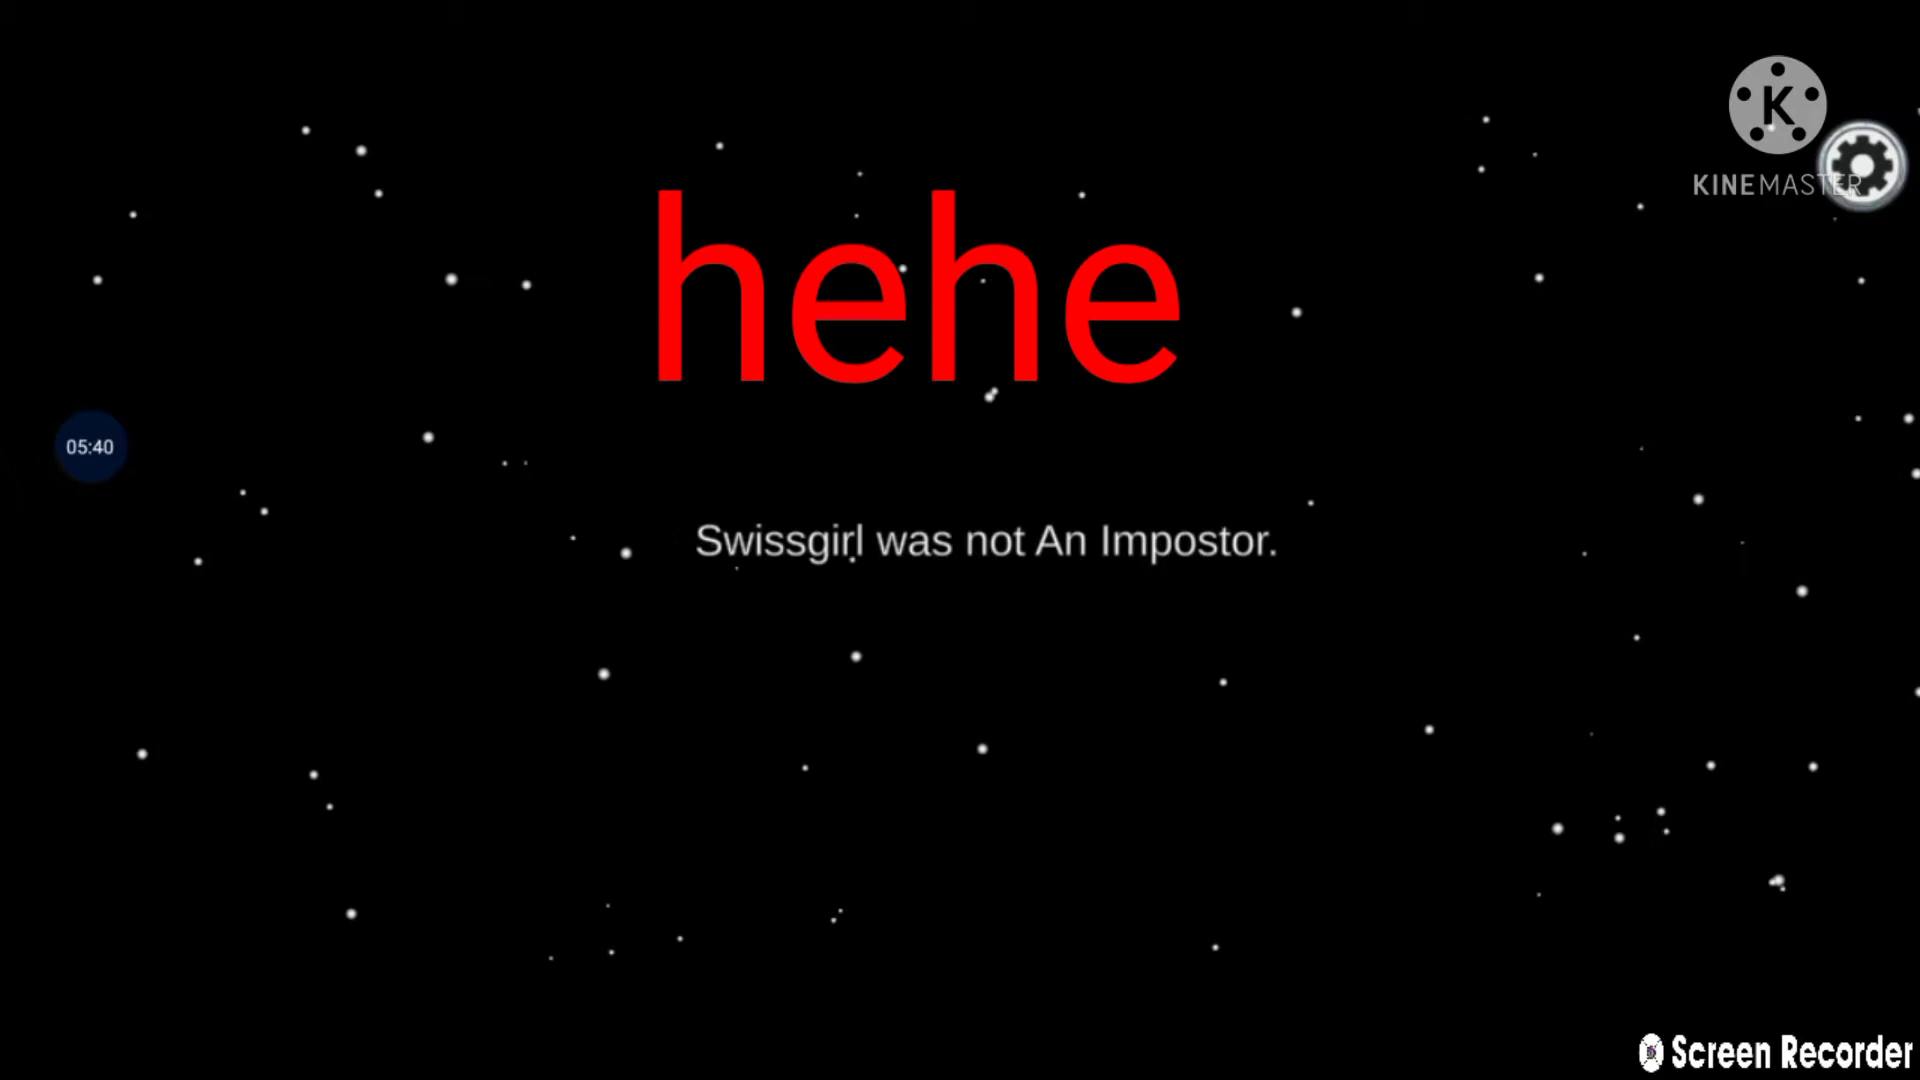 K
KINEMASTER
hehe
05:40
Swissgirl was not An Impostor.
Screen Recorder